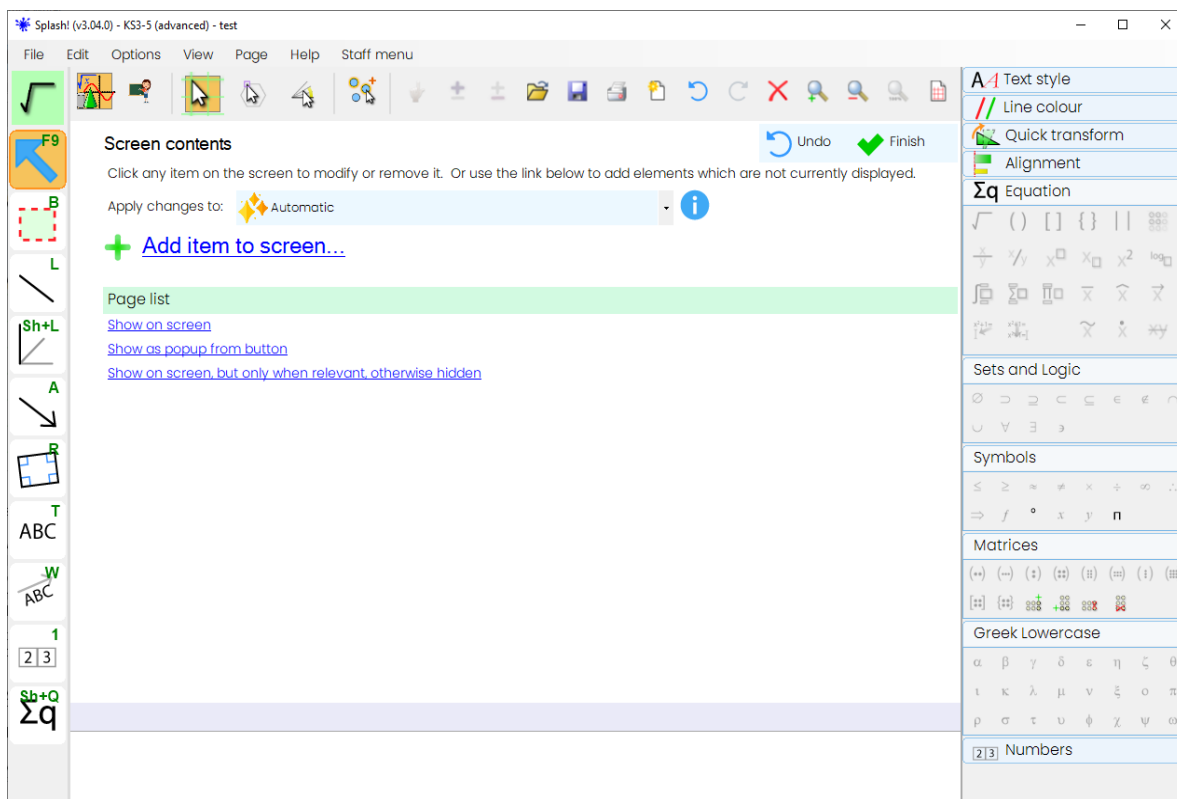 Splash! (v3.04.0) - KS3-5 (advanced) - test
File Edit Options View Page Help Staff menu
F9
B
L
Sh+L
A
R
T
ABC
W
ABC
1
2 3
Sh+Q
Σq
Screen contents
Undo
Finish
Click any item on the screen to modify or remove it. Or use the link below to add elements which are not currently displayed.
Apply changes to:
Automatic
Add item to screen...
Page list
Show on screen
Show as popup from button
Show on screen, but only when relevant, otherwise hidden
AA Text style
Line colour
Quick transform
Alignment
Σq Equation
√ ( ) [ ] { } | |
x/y x/y x□ x□ x² log□
Sets and Logic
∅ ⊃ ⊇ ⊂ ⊆ ∈ ∉ ∩
∪ ∀ ∃ ϶
Symbols
≤ ≥ ≈ ≠ × ÷ ∞ ∴
⇒ f ° x y π
Matrices
Greek Lowercase
α β γ δ ε η ζ θ
ι κ λ μ ν ξ ο π
ρ σ τ υ ϕ χ ψ ω
2 3 Numbers